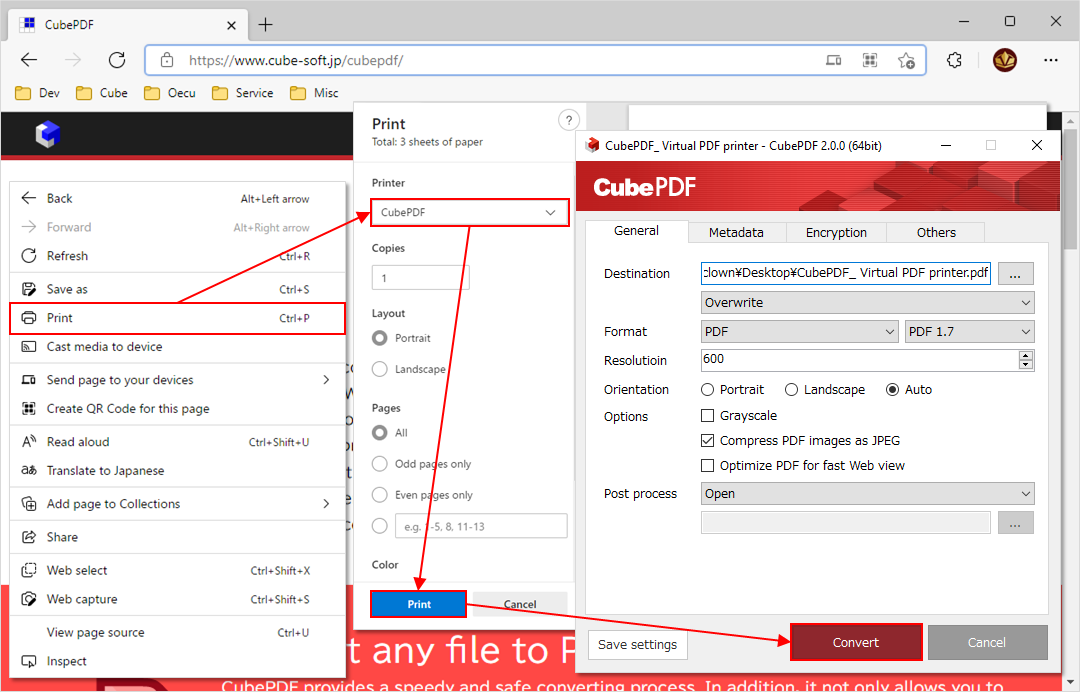 CubePDF
https://www.cube-soft.jp/cubepdf/
Dev
Cube
Oecu
Service
Misc
Back Alt+Left arrow
Forward Alt+Right arrow
Refresh Ctrl+R
Save as Ctrl+S
Print Ctrl+P
Cast media to device
Send page to your devices
Create QR Code for this page
Read aloud Ctrl+Shift+U
Translate to Japanese
Add page to Collections
Share
Web select Ctrl+Shift+X
Web capture Ctrl+Shift+S
View page source Ctrl+U
Inspect
Print
?
Total: 3 sheets of paper
Printer
CubePDF
Copies
1
Layout
Portrait
Landscape
Pages
All
Odd pages only
Even pages only
e.g. 1-5, 8, 11-13
Color
Print
Cancel
CubePDF_ Virtual PDF printer - CubePDF 2.0.0 (64bit)
CubePDF
General
Metadata
Encryption
Others
Destination
clown¥Desktop¥CubePDF_ Virtual PDF printer.pdf
...
Overwrite
Format
PDF
PDF 1.7
Resolutioin
600
Orientation
Portrait
Landscape
Auto
Options
Grayscale
Compress PDF images as JPEG
Optimize PDF for fast Web view
Post process
Open
...
Save settings
Convert
Cancel
t any file to P
CubePDF provides a speedy and safe converting process. In addition, it not only allows you to